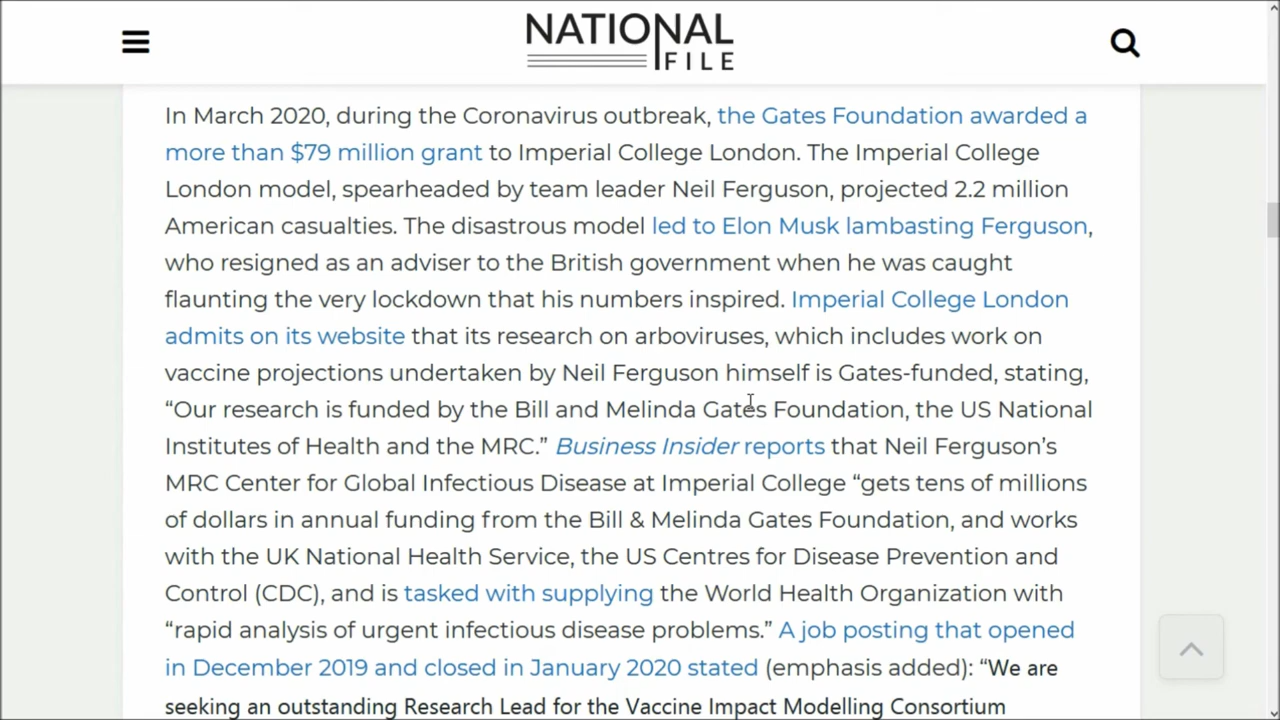 NATIONAL
FILE
In March 2020, during the Coronavirus outbreak, the Gates Foundation awarded a
more than $79 million grant to Imperial College London. The Imperial College
London model, spearheaded by team leader Neil Ferguson, projected 2.2 million
American casualties. The disastrous model led to Elon Musk lambasting Ferguson,
who resigned as an adviser to the British government when he was caught
flaunting the very lockdown that his numbers inspired. Imperial College London
admits on its website that its research on arboviruses, which includes work on
vaccine projections undertaken by Neil Ferguson himself is Gates-funded, stating,
“Our research is funded by the Bill and Melinda Gates Foundation, the US National
Institutes of Health and the MRC.” Business Insider reports that Neil Ferguson’s
MRC Center for Global Infectious Disease at Imperial College “gets tens of millions
of dollars in annual funding from the Bill & Melinda Gates Foundation, and works
with the UK National Health Service, the US Centres for Disease Prevention and
Control (CDC), and is tasked with supplying the World Health Organization with
“rapid analysis of urgent infectious disease problems.” A job posting that opened
in December 2019 and closed in January 2020 stated (emphasis added): “We are
seeking an outstanding Research Lead for the Vaccine Impact Modelling Consortium